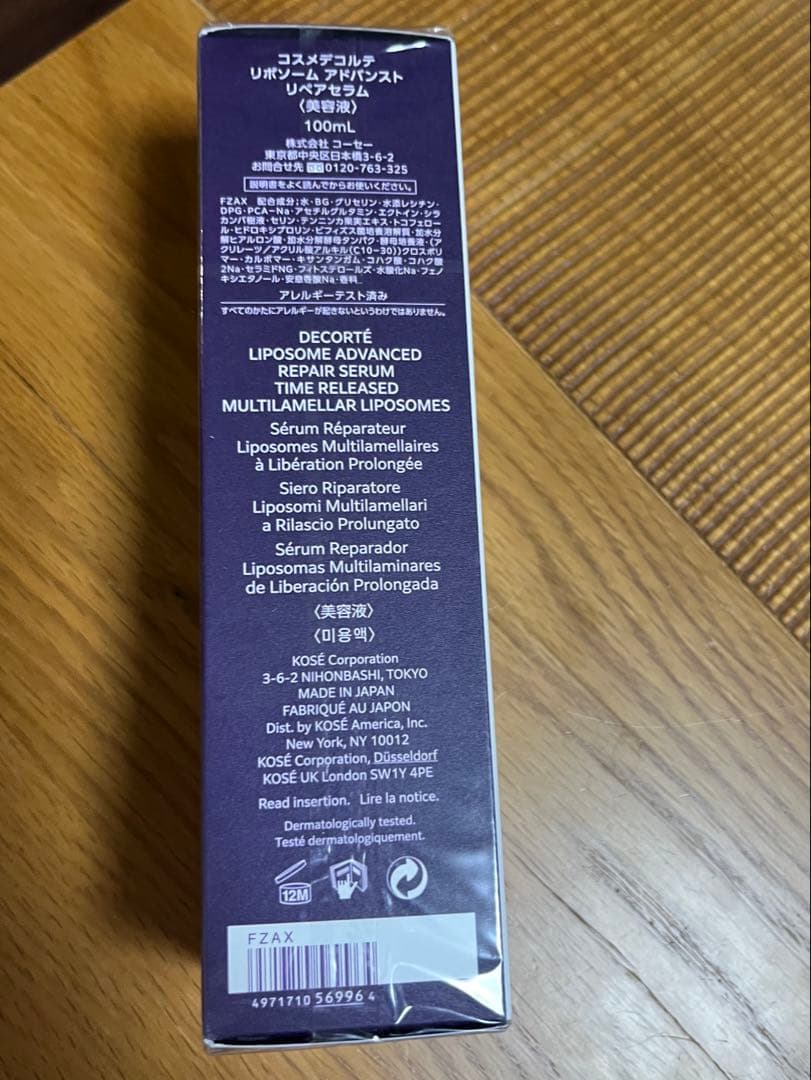 コスメデコルテ
リポソーム アドバンスト
リペアセラム
〈美容液〉
100mL
株式会社 コーセー
東京都中央区日本橋3-6-2
お問合せ先 0120-763-325
説明書をよく読んでからお使いください。
FZAX 配合成分：水・BG・グリセリン・水添レシチン・
DPG・PCA-Na・アセチルグルタミン・エクトイン・シラ
カンバ樹液・セリン・テンニンカ果実エキス・トコフェロー
ル・ヒドロキシプロリン・ビフィズス菌培養溶解質・加水分
解ヒアルロン酸・加水分解酵母タンパク・酵母培養液・(ア
クリレーツ/アクリル酸アルキル(C10-30))クロスポリ
マー・カルボマー・キサンタンガム・コハク酸・コハク酸
2Na・セラミドNG・フィトステロールズ・水酸化Na・フェノ
キシエタノール・安息香酸Na・香料
アレルギーテスト済み
すべてのかたにアレルギーが起きないというわけではありません。
DECORTÉ
LIPOSOME ADVANCED
REPAIR SERUM
TIME RELEASED
MULTILAMELLAR LIPOSOMES
Sérum Réparateur
Liposomes Multilamellaires
à Libération Prolongée
Siero Riparatore
Liposomi Multilamellari
a Rilascio Prolungato
Sérum Reparador
Liposomas Multilaminares
de Liberación Prolongada
〈美容液〉
〈미용액〉
KOSÉ Corporation
3-6-2 NIHONBASHI, TOKYO
MADE IN JAPAN
FABRIQUÉ AU JAPON
Dist. by KOSÉ America, Inc.
New York, NY 10012
KOSÉ Corporation, Düsseldorf
KOSÉ UK London SW1Y 4PE
Read insertion. Lire la notice.
Dermatologically tested.
Testé dermatologiquement.
12M
FZAX
4971710 569964